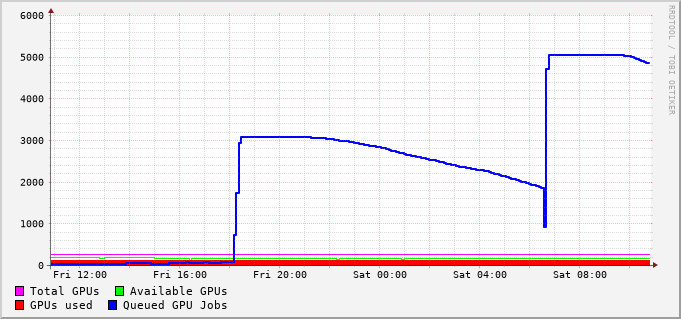 6000
5000
4000
3000
2000
1000
0
Fri 12:00 Fri 16:00 Fri 20:00 Sat 00:00 Sat 04:00 Sat 08:00
Total GPUs Available GPUs
GPUs used Queued GPU Jobs
RRDTOOL / TOBI OETIKER